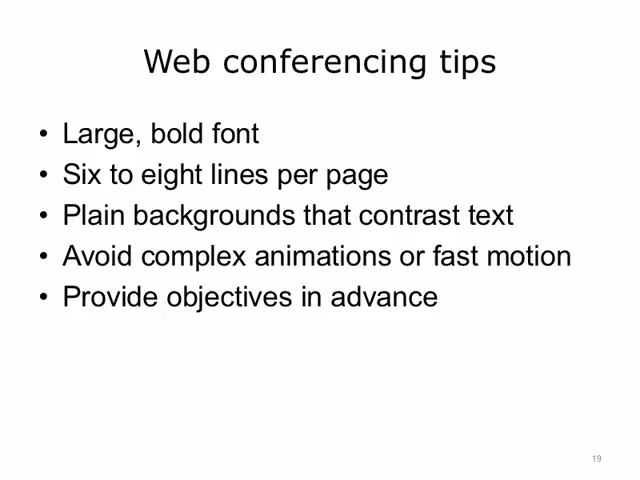 Web conferencing tips
• Large, bold font
• Six to eight lines per page
• Plain backgrounds that contrast text
• Avoid complex animations or fast motion
• Provide objectives in advance
19